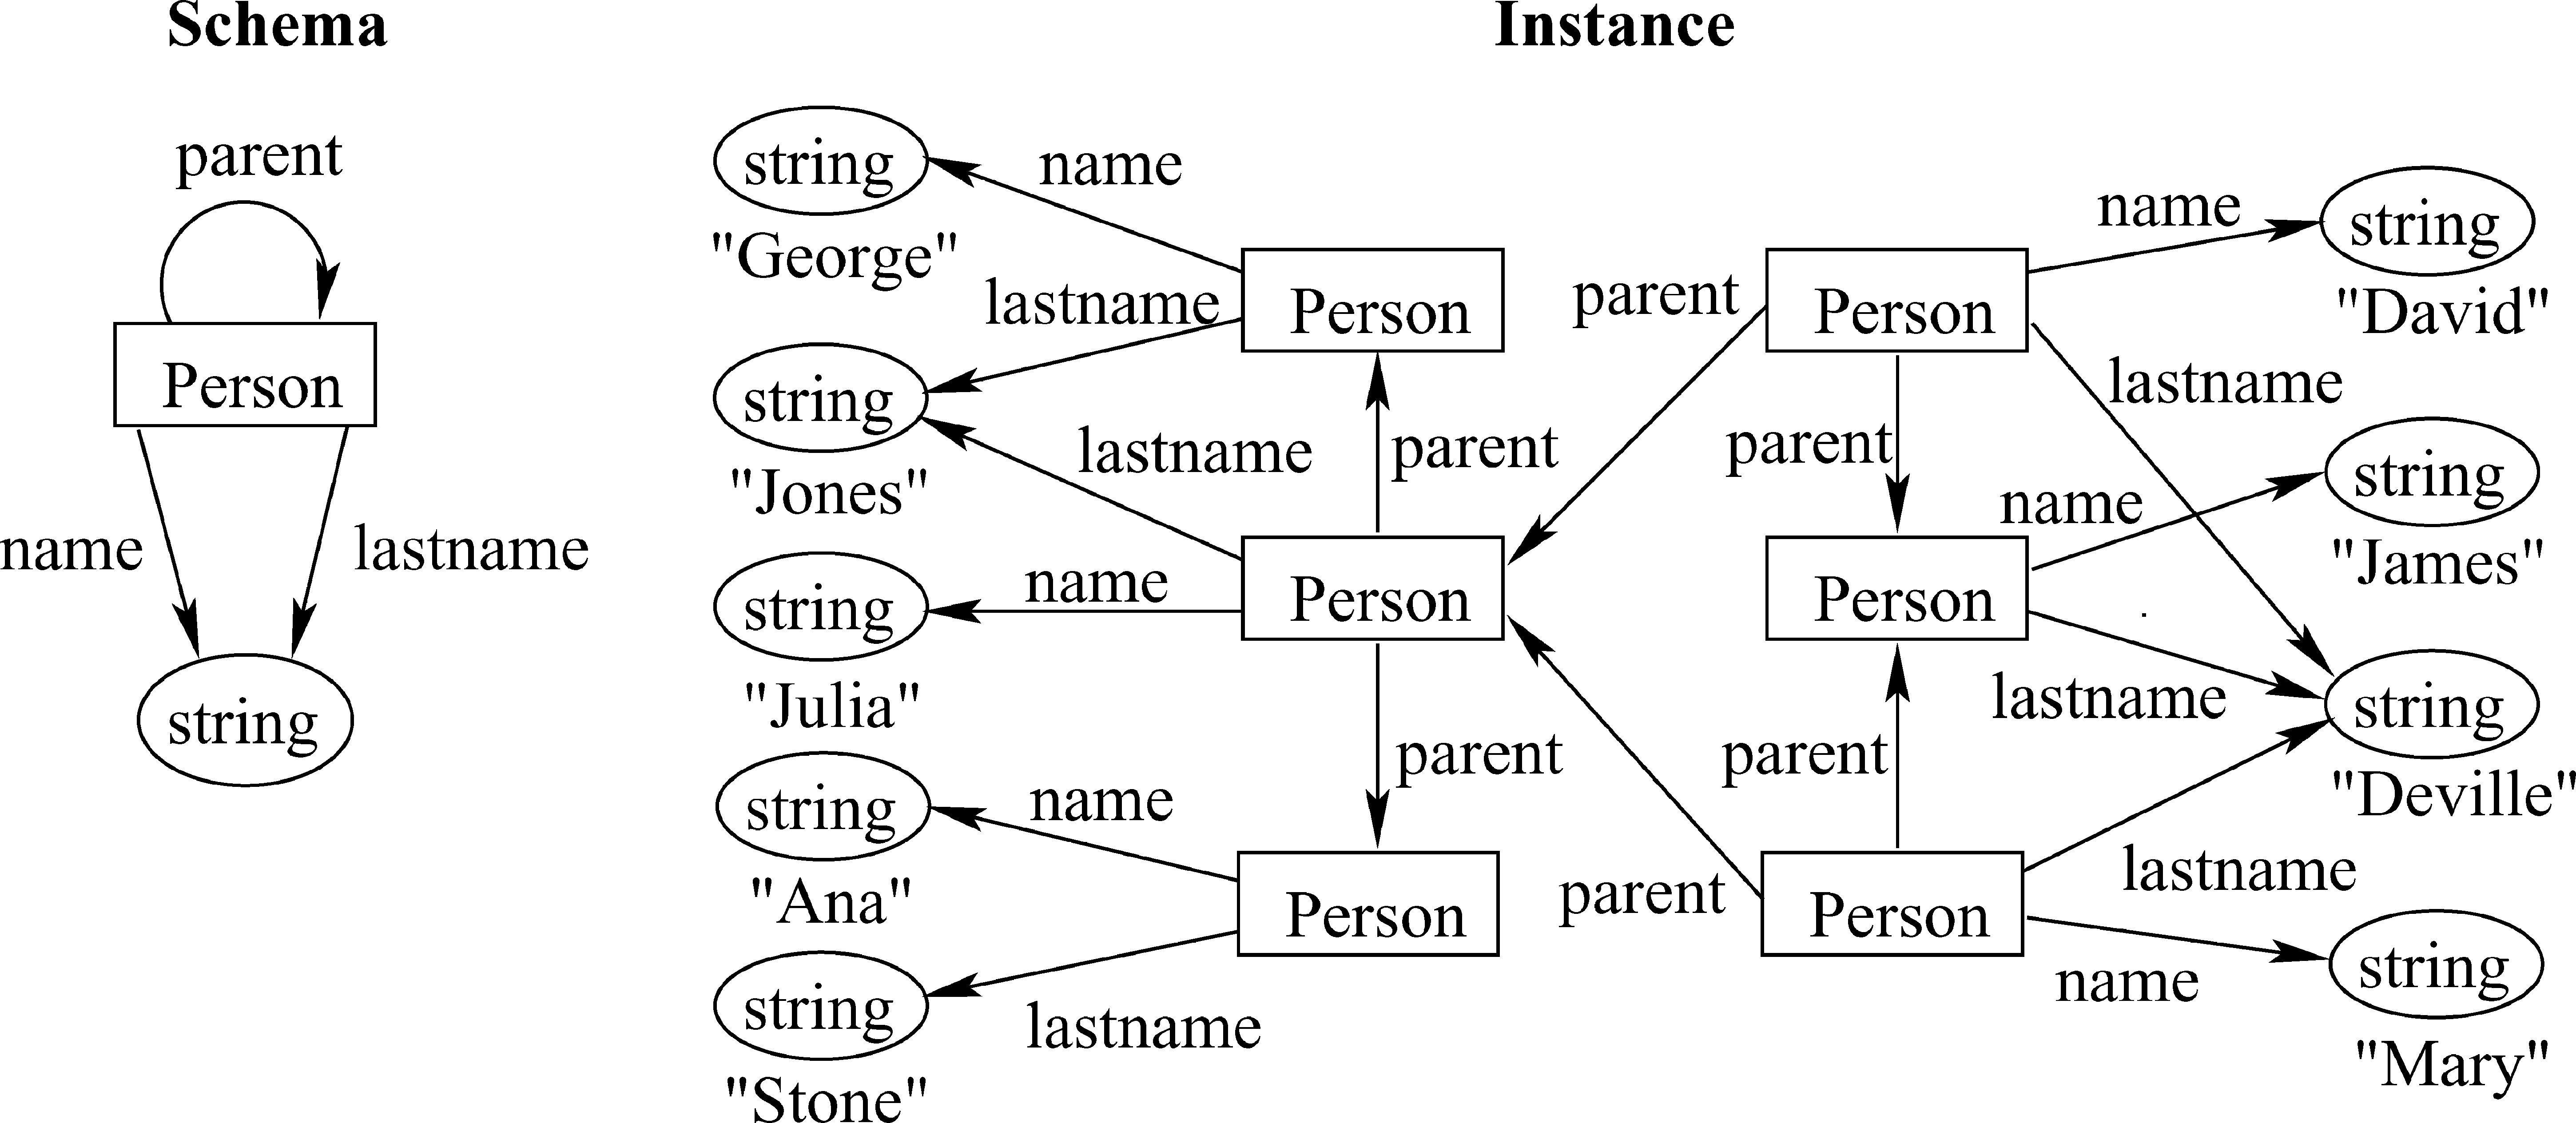 Schema
parent
Person
name
lastname
string
Instance
string
"George"
name
lastname
string
"Jones"
lastname
string
"Julia"
name
string
"Ana"
name
string
"Stone"
lastname
Person
parent
Person
parent
Person
parent
parent
Person
parent
Person
parent
Person
name
string
"David"
lastname
name
string
"James"
lastname
string
"Deville"
lastname
name
string
"Mary"